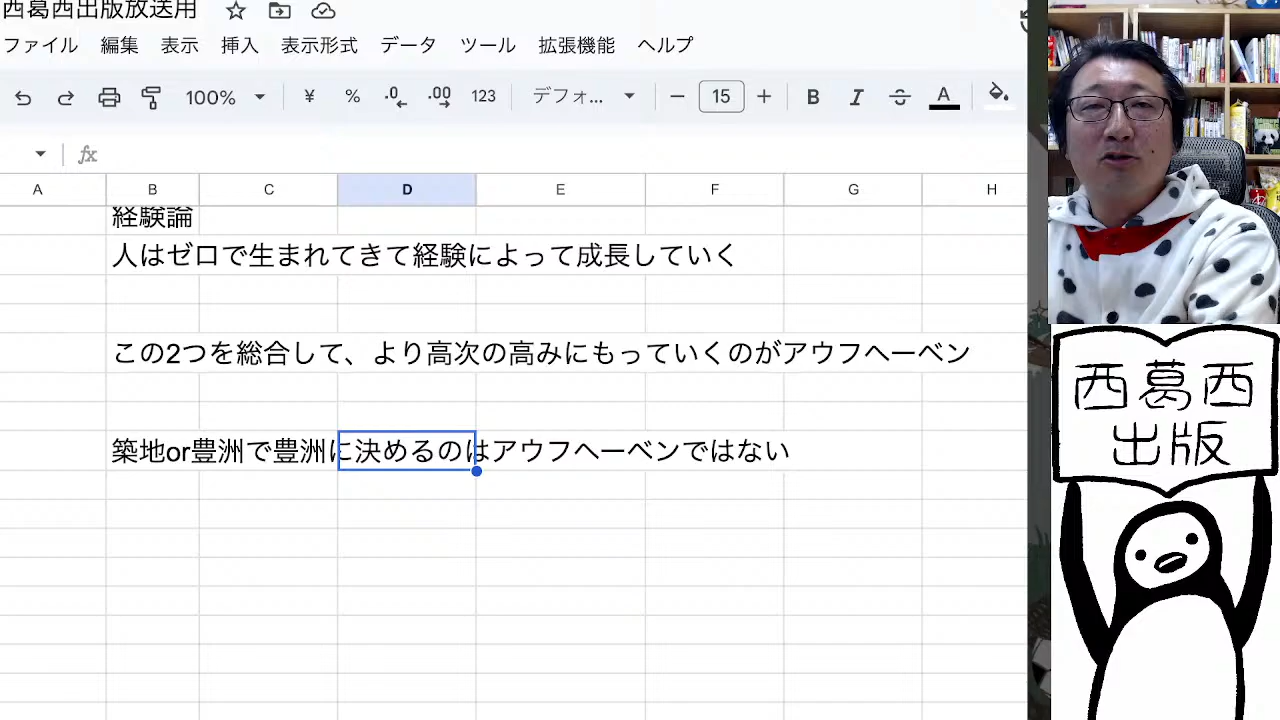 西葛西出版放送用
ファイル 編集 表示 挿入 表示形式 データ ツール 拡張機能 ヘルプ
100% ¥ % .0 .00 123 デフォ... − 15 + B I S A
fx
A B C D E F G H
経験論
人はゼロで生まれてきて経験によって成長していく
この2つを総合して、より高次の高みにもっていくのがアウフヘーベン
築地or豊洲で豊洲に決めるのはアウフヘーベンではない
西葛西
出版